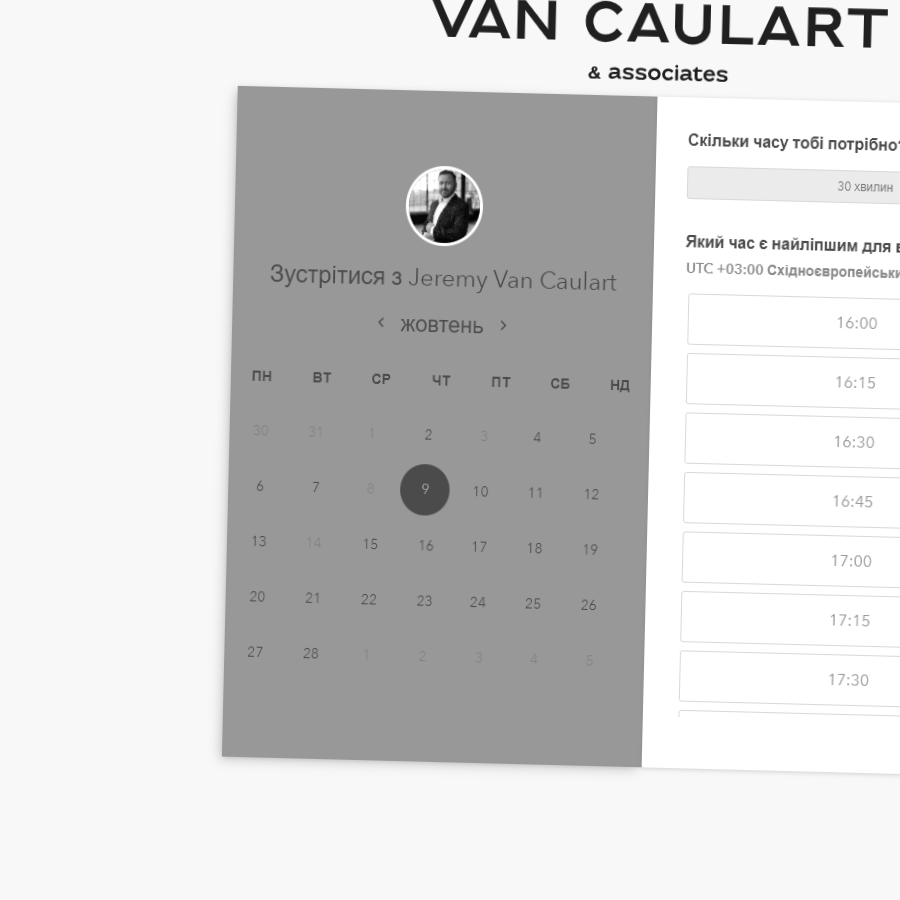 VAN CAULART
& associates
Зустрітися з Jeremy Van Caulart
жовтень
ПН ВТ СР ЧТ ПТ СБ НД
30 31 1 2 3 4 5
6 7 8 9 10 11 12
13 14 15 16 17 18 19
20 21 22 23 24 25 26
27 28 1 2 3 4 5
Скільки часу тобі потрібно?
30 хвилин
Який час є найліпшим для
UTC +03:00
16:00
16:15
16:30
16:45
17:00
17:15
17:30